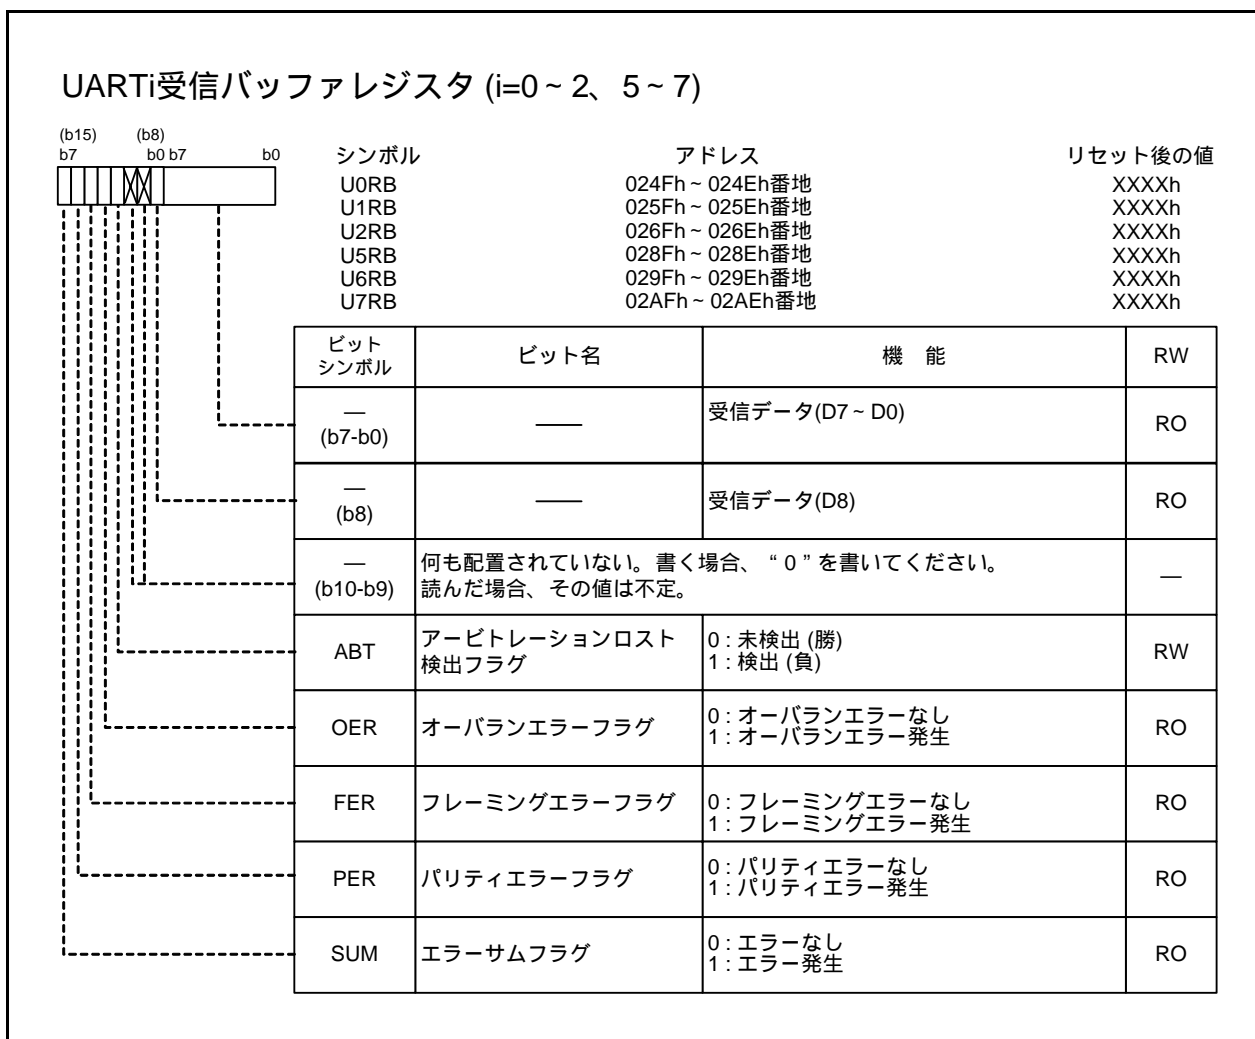 UARTi受信バッファレジスタ (i=0 ~ 2、5 ~ 7)
(b15) (b8)
b7 b0 b7 b0
シンボル アドレス リセット後の値
U0RB 024Fh ~ 024Eh番地 XXXXh
U1RB 025Fh ~ 025Eh番地 XXXXh
U2RB 026Fh ~ 026Eh番地 XXXXh
U5RB 028Fh ~ 028Eh番地 XXXXh
U6RB 029Fh ~ 029Eh番地 XXXXh
U7RB 02AFh ~ 02AEh番地 XXXXh
ビット
シンボル ビット名 機 能 RW
—
(b7-b0) —— 受信データ(D7 ~ D0) RO
—
(b8) —— 受信データ(D8) RO
—
(b10-b9) 何も配置されていない。書く場合、“ 0 ” を書いてください。
読んだ場合、その値は不定。 —
ABT アービトレーションロスト
検出フラグ 0 : 未検出 (勝)
1 : 検出 (負) RW
OER オーバランエラーフラグ 0 : オーバランエラーなし
1 : オーバランエラー発生 RO
FER フレーミングエラーフラグ 0 : フレーミングエラーなし
1 : フレーミングエラー発生 RO
PER パリティエラーフラグ 0 : パリティエラーなし
1 : パリティエラー発生 RO
SUM エラーサムフラグ 0 : エラーなし
1 : エラー発生 RO